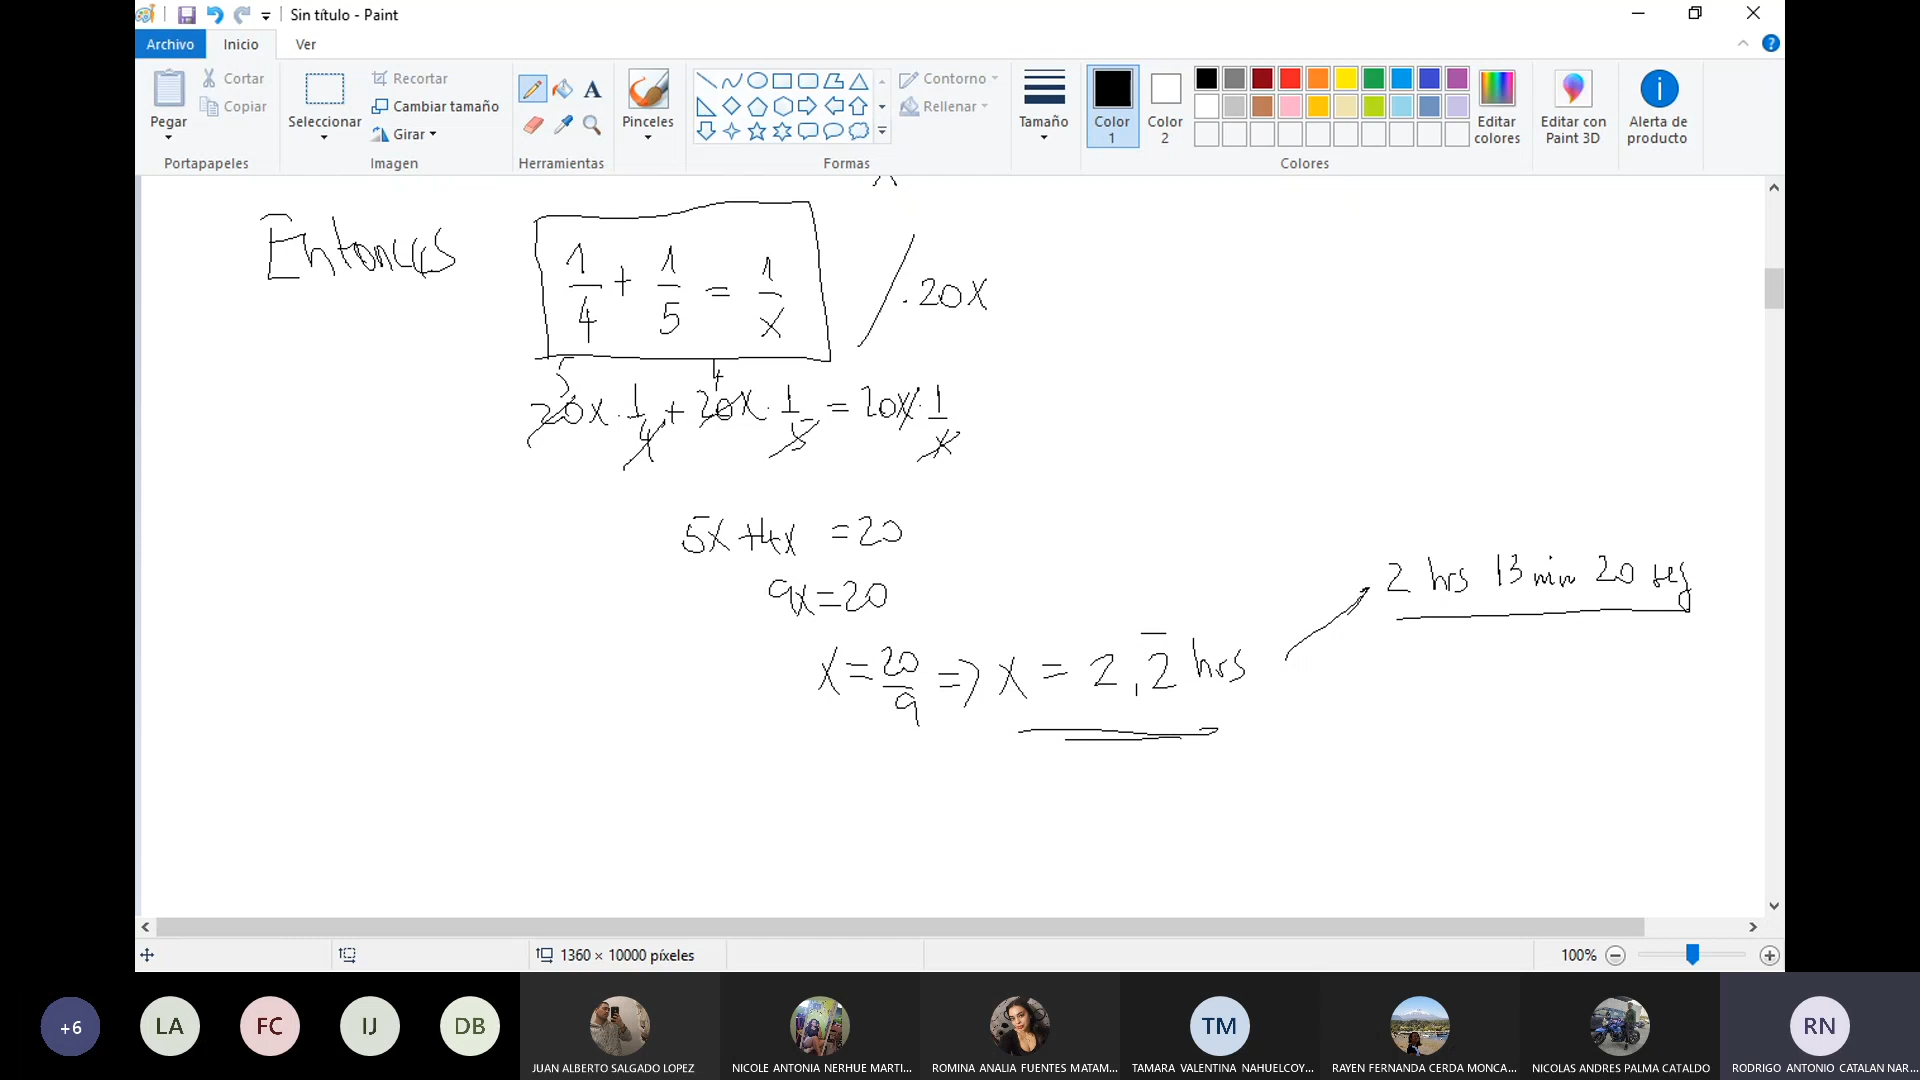 Sin título - Paint
Archivo Inicio Ver
Pegar
Cortar
Copiar
Portapapeles
Seleccionar
Recortar
Cambiar tamaño
Girar
Imagen
A
Herramientas
Pinceles
Contorno
Rellenar
Formas
Tamaño
Color 1
Color 2
Editar colores
Colores
Editar con Paint 3D
Alerta de producto
Entonces
1/4 + 1/5 = 1/x / · 20x
5 4
20x · 1/4 + 20x · 1/5 = 20x · 1/x
5x + 4x = 20
9x = 20
x = 20/9 => x = 2,2̅ hrs
2 hrs 13 min 20 seg
1360 × 10000 píxeles
100%
+6 LA FC IJ DB TM RN
JUAN ALBERTO SALGADO LOPEZ
NICOLE ANTONIA NERHUE MARTI...
ROMINA ANALIA FUENTES MATAM...
TAMARA VALENTINA NAHUELCOY...
RAYEN FERNANDA CERDA MONCA...
NICOLAS ANDRES PALMA CATALDO
RODRIGO ANTONIO CATALAN NAR...